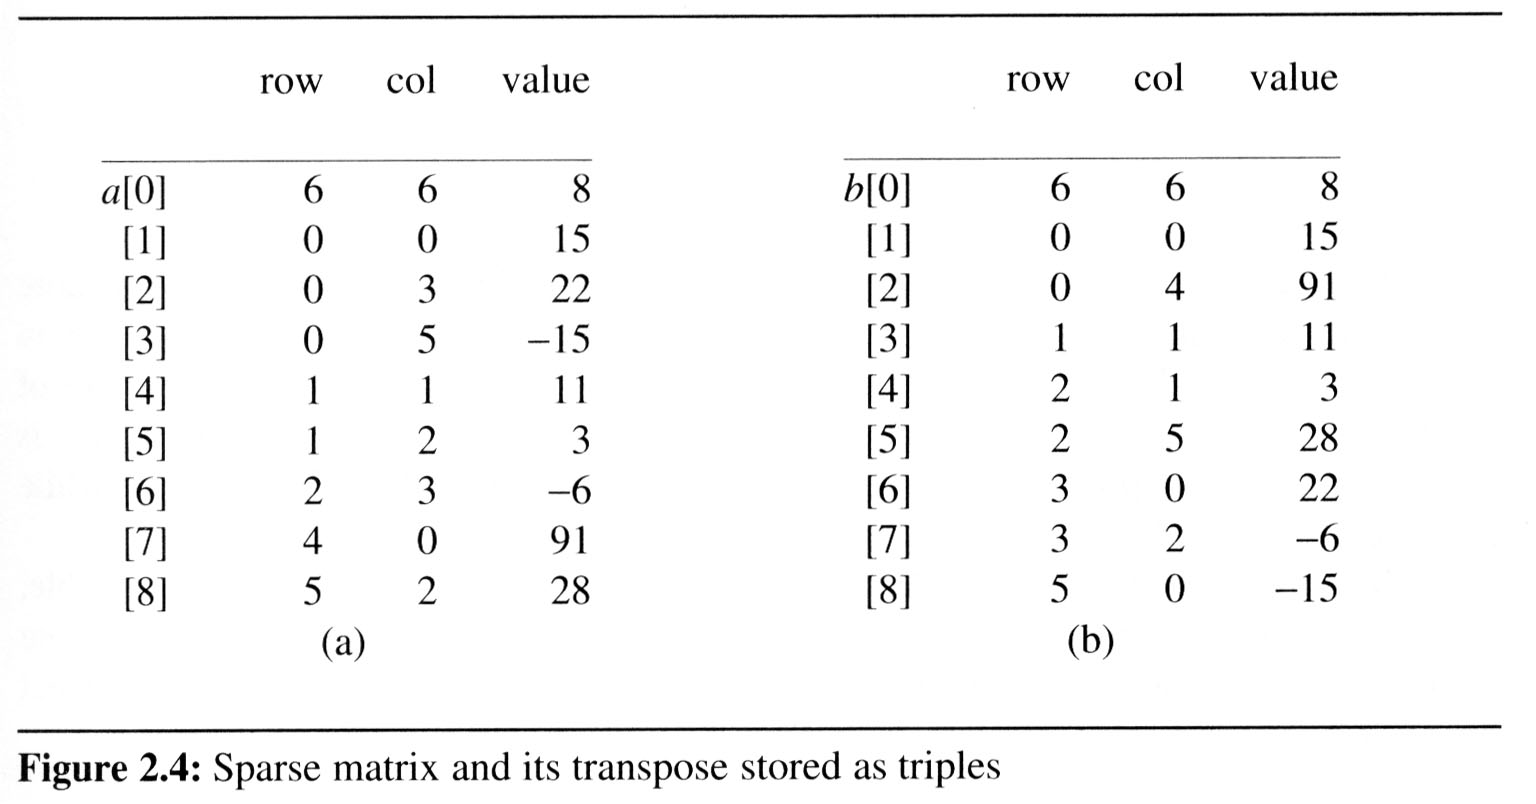 row col value row col value
a[0] 6 6 8 b[0] 6 6 8
[1] 0 0 15 [1] 0 0 15
[2] 0 3 22 [2] 0 4 91
[3] 0 5 −15 [3] 1 1 11
[4] 1 1 11 [4] 2 1 3
[5] 1 2 3 [5] 2 5 28
[6] 2 3 −6 [6] 3 0 22
[7] 4 0 91 [7] 3 2 −6
[8] 5 2 28 [8] 5 0 −15
(a) (b)
Figure 2.4: Sparse matrix and its transpose stored as triples